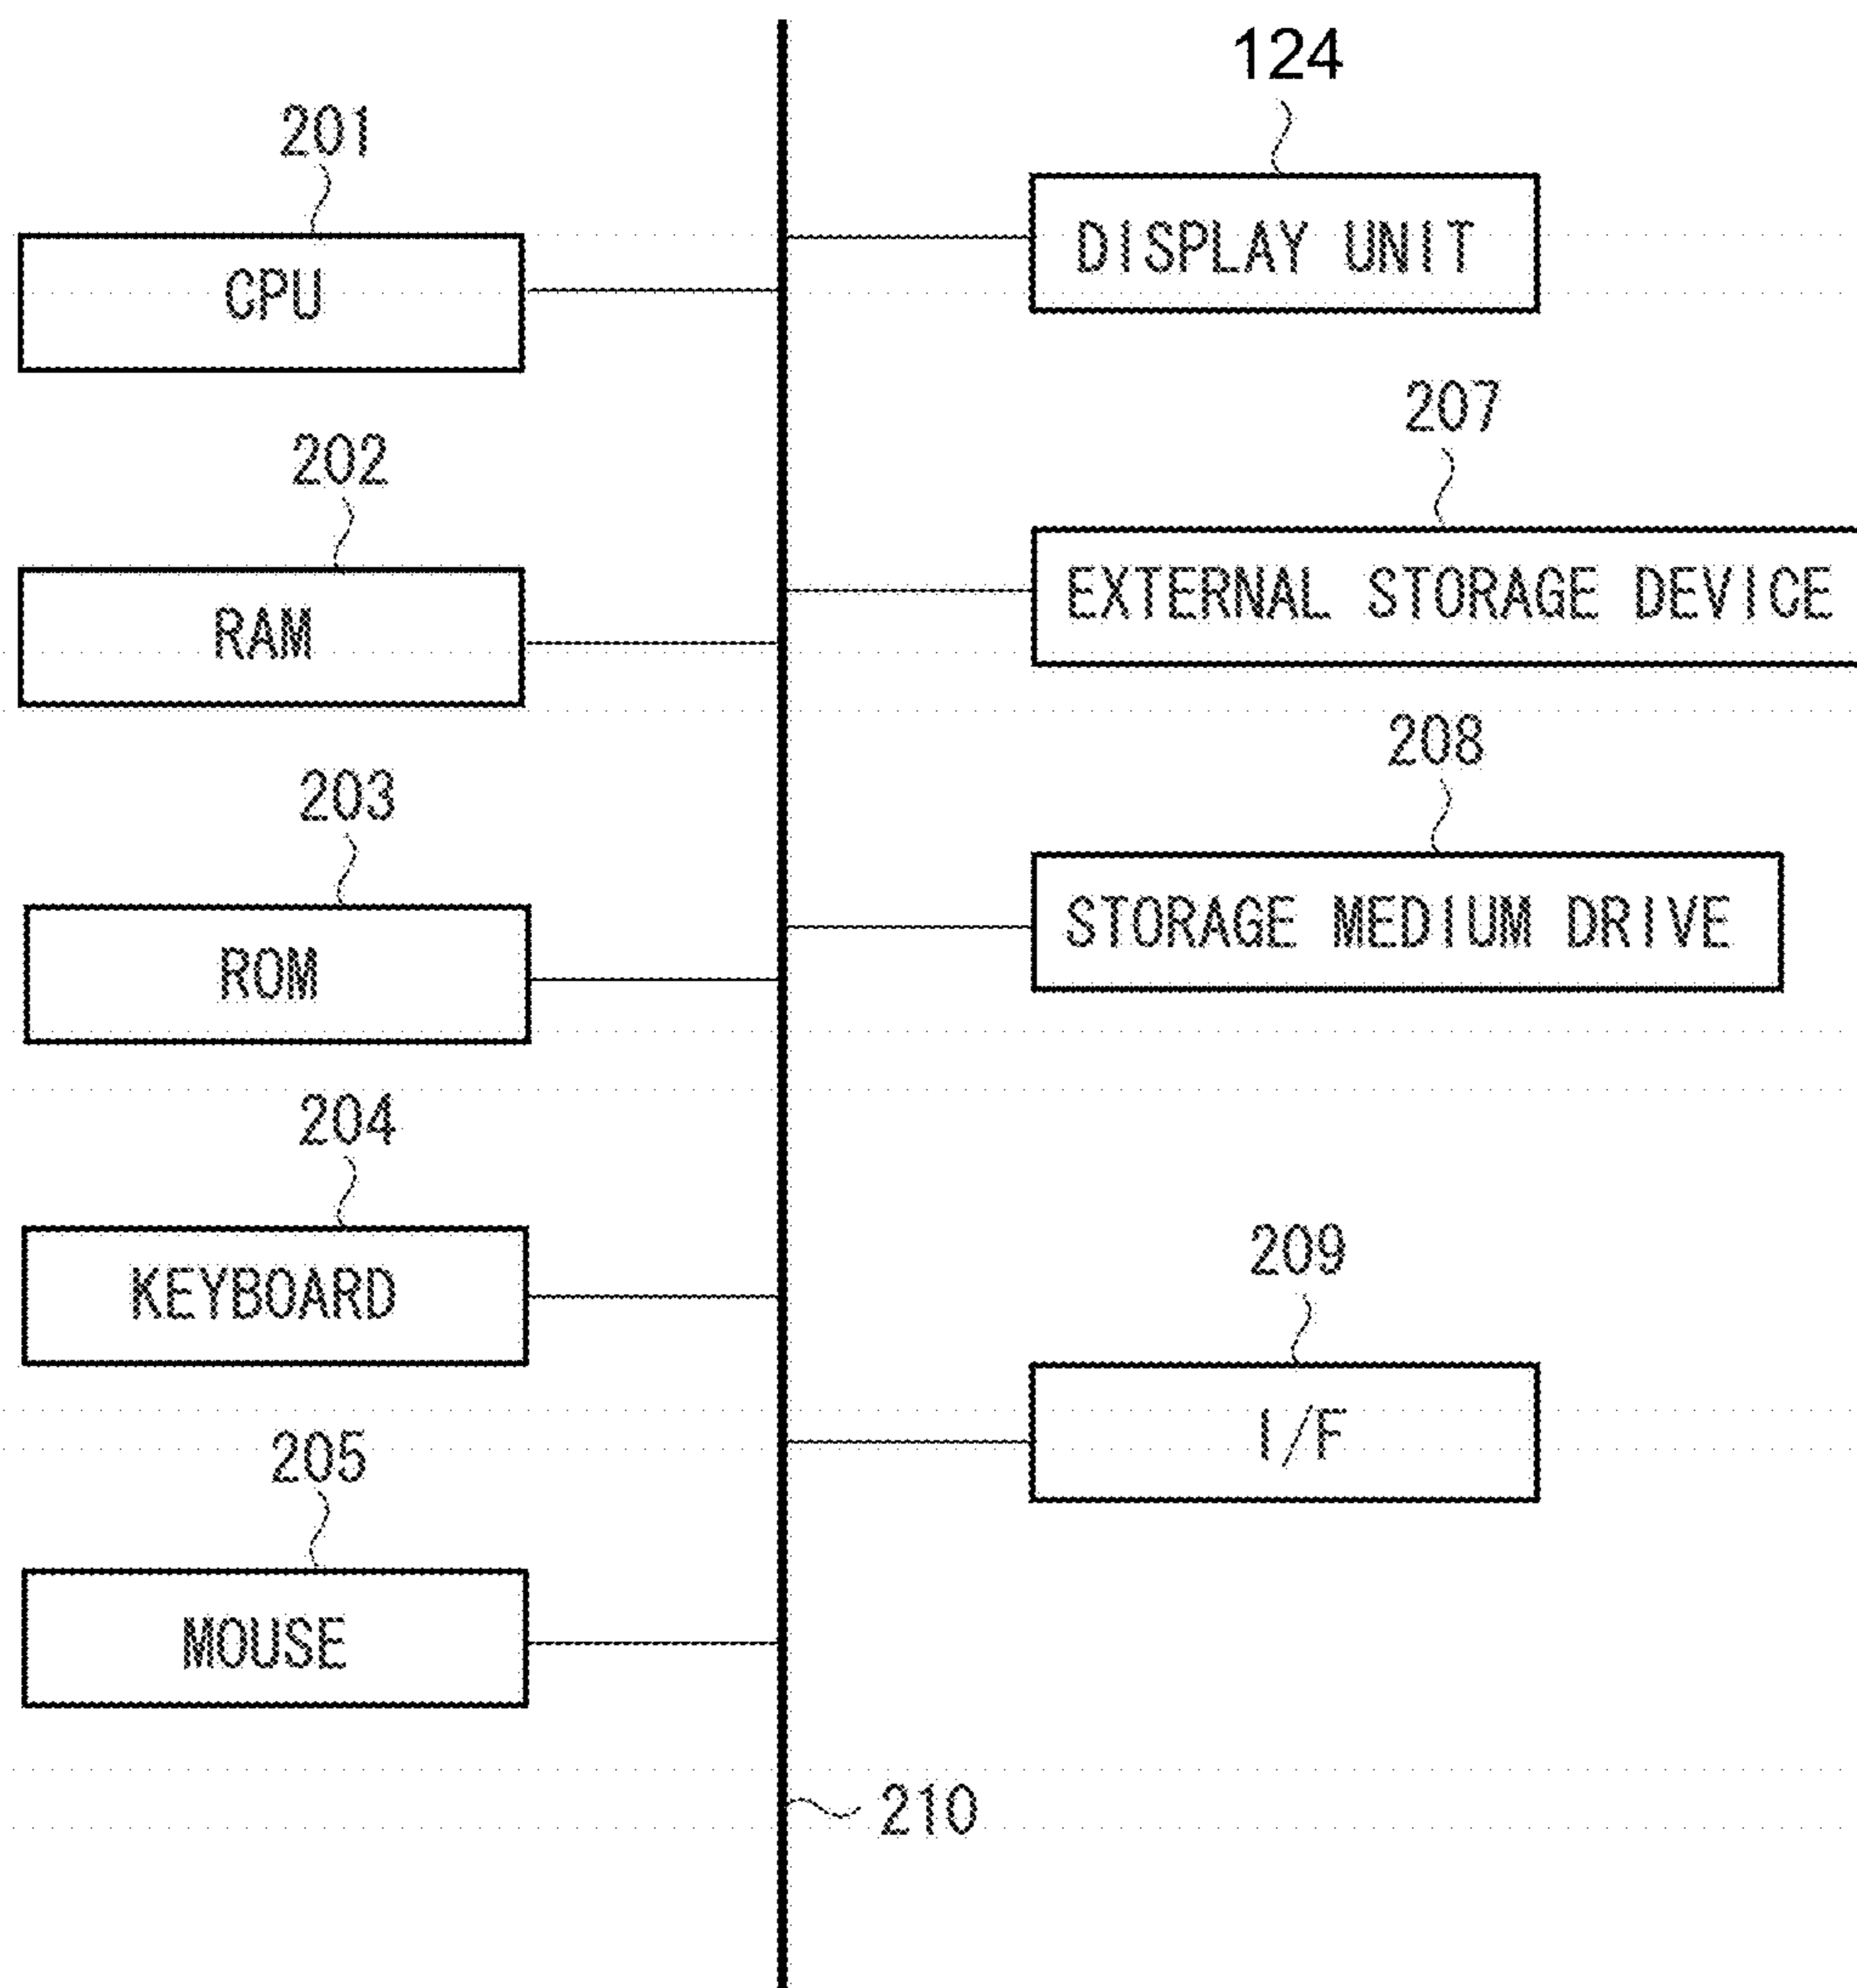 201
CPU
202
RAM
203
ROM
204
KEYBOARD
205
MOUSE
124
DISPLAY UNIT
207
EXTERNAL STORAGE DEVICE
208
STORAGE MEDIUM DRIVE
209
I/F
210